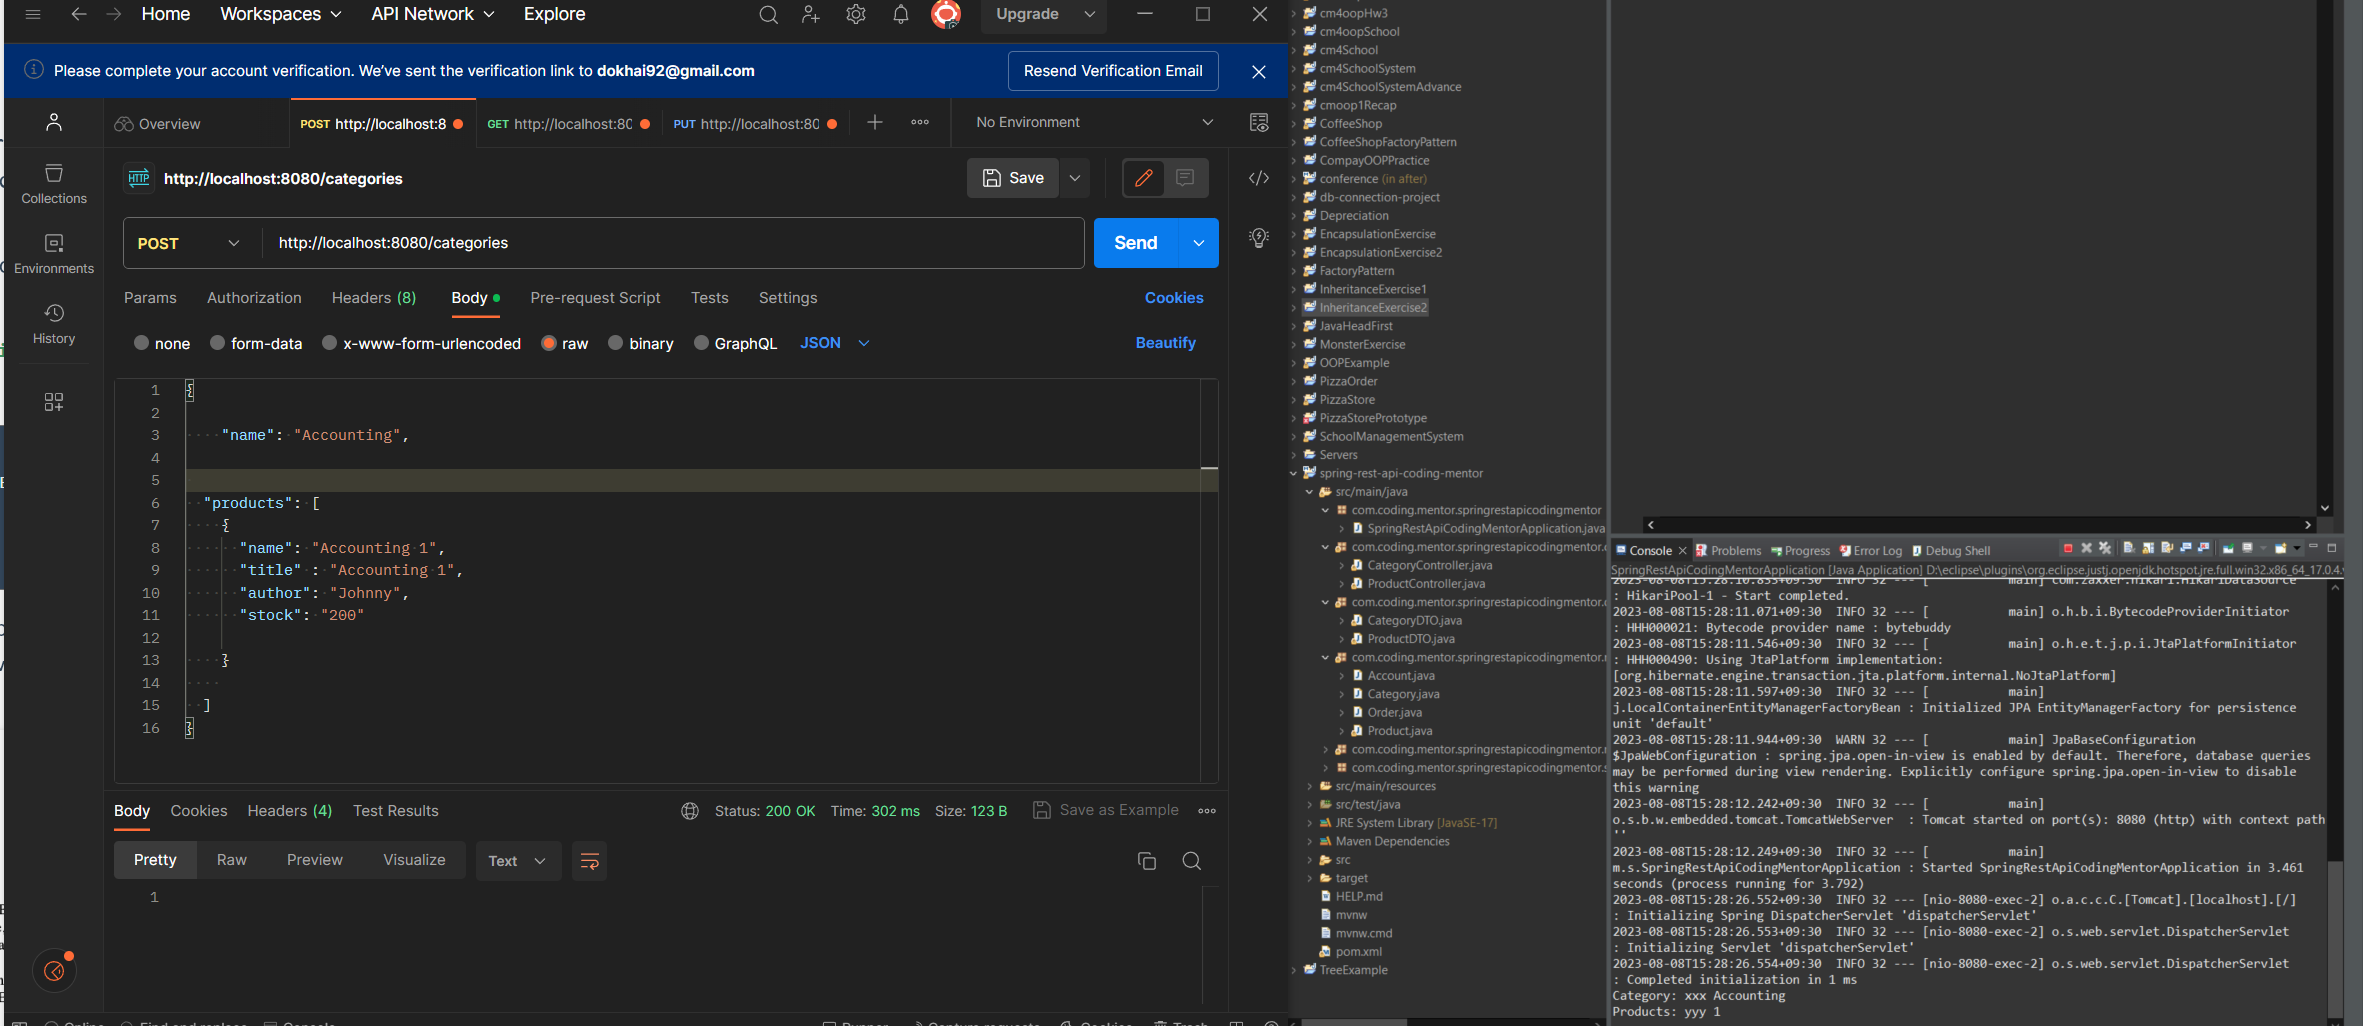 Home
Workspaces
API Network
Explore
Upgrade
Please complete your account verification. We've sent the verification link to dokhai92@gmail.com
Resend Verification Email
Overview
POST http://localhost:8
GET http://localhost:80
PUT http://localhost:80
No Environment
Collections
Environments
History
HTTP http://localhost:8080/categories
Save
POST
http://localhost:8080/categories
Send
Params
Authorization
Headers (8)
Body
Pre-request Script
Tests
Settings
Cookies
none
form-data
x-www-form-urlencoded
raw
binary
GraphQL
JSON
Beautify
1 {
2
3 "name": "Accounting",
4
5
6 "products": [
7 {
8 "name": "Accounting 1",
9 "title" : "Accounting 1",
10 "author": "Johnny",
11 "stock": "200"
12
13 }
14
15 ]
16 }
Body
Cookies
Headers (4)
Test Results
Status: 200 OK
Time: 302 ms
Size: 123 B
Save as Example
Pretty
Raw
Preview
Visualize
Text
1
cm4oopHw3
cm4oopSchool
cm4School
cm4SchoolSystem
cm4SchoolSystemAdvance
cmoop1Recap
CoffeeShop
CoffeeShopFactoryPattern
CompayOOPPractice
conference (in after)
db-connection-project
Depreciation
EncapsulationExercise
EncapsulationExercise2
FactoryPattern
InheritanceExercise1
InheritanceExercise2
JavaHeadFirst
MonsterExercise
OOPExample
PizzaOrder
PizzaStore
PizzaStorePrototype
SchoolManagementSystem
Servers
spring-rest-api-coding-mentor
src/main/java
com.coding.mentor.springrestapicodingmentor
SpringRestApiCodingMentorApplication.java
com.coding.mentor.springrestapicodingmentor.
CategoryController.java
ProductController.java
com.coding.mentor.springrestapicodingmentor.
CategoryDTO.java
ProductDTO.java
com.coding.mentor.springrestapicodingmentor.
Account.java
Category.java
Order.java
Product.java
com.coding.mentor.springrestapicodingmentor.
com.coding.mentor.springrestapicodingmentor.s
src/main/resources
src/test/java
JRE System Library [JavaSE-17]
Maven Dependencies
src
target
HELP.md
mvnw
mvnw.cmd
pom.xml
TreeExample
Console
Problems
Progress
Error Log
Debug Shell
SpringRestApiCodingMentorApplication [Java Application] D:\eclipse\plugins\org.eclipse.justj.openjdk.hotspot.jre.full.win32.x86_64_17.0.4.
2023-08-08T15:28:10.853+09:30 INFO 32 --- [ main] com.zaxxer.hikari.HikariDataSource
: HikariPool-1 - Start completed.
2023-08-08T15:28:11.071+09:30 INFO 32 --- [ main] o.h.b.i.BytecodeProviderInitiator
: HHH000021: Bytecode provider name : bytebuddy
2023-08-08T15:28:11.546+09:30 INFO 32 --- [ main] o.h.e.t.j.p.i.JtaPlatformInitiator
: HHH000490: Using JtaPlatform implementation:
[org.hibernate.engine.transaction.jta.platform.internal.NoJtaPlatform]
2023-08-08T15:28:11.597+09:30 INFO 32 --- [ main]
j.LocalContainerEntityManagerFactoryBean : Initialized JPA EntityManagerFactory for persistence
unit 'default'
2023-08-08T15:28:11.944+09:30 WARN 32 --- [ main] JpaBaseConfiguration
$JpaWebConfiguration : spring.jpa.open-in-view is enabled by default. Therefore, database queries
may be performed during view rendering. Explicitly configure spring.jpa.open-in-view to disable
this warning
2023-08-08T15:28:12.242+09:30 INFO 32 --- [ main]
o.s.b.w.embedded.tomcat.TomcatWebServer : Tomcat started on port(s): 8080 (http) with context path
''
2023-08-08T15:28:12.249+09:30 INFO 32 --- [ main]
m.s.SpringRestApiCodingMentorApplication : Started SpringRestApiCodingMentorApplication in 3.461
seconds (process running for 3.792)
2023-08-08T15:28:26.552+09:30 INFO 32 --- [nio-8080-exec-2] o.a.c.c.C.[Tomcat].[localhost].[/]
: Initializing Spring DispatcherServlet 'dispatcherServlet'
2023-08-08T15:28:26.553+09:30 INFO 32 --- [nio-8080-exec-2] o.s.web.servlet.DispatcherServlet
: Initializing Servlet 'dispatcherServlet'
2023-08-08T15:28:26.554+09:30 INFO 32 --- [nio-8080-exec-2] o.s.web.servlet.DispatcherServlet
: Completed initialization in 1 ms
Category: xxx Accounting
Products: yyy 1